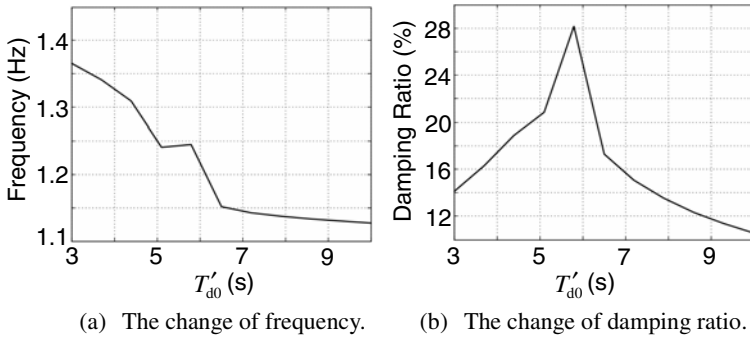 1.4
1.3
1.2
1.1
Frequency (Hz)
3 5 7 9
T′d0 (s)
(a) The change of frequency.
28
24
20
16
12
Damping Ratio (%)
3 5 7 9
T′d0 (s)
(b) The change of damping ratio.